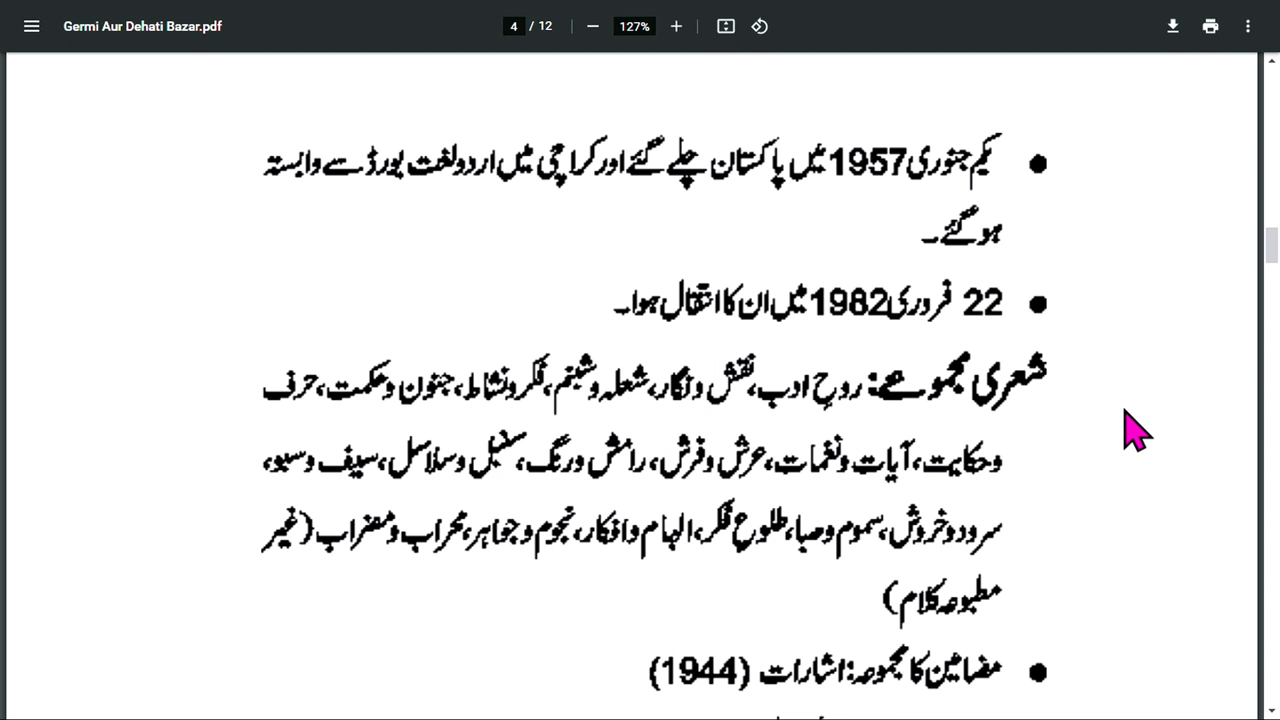 Germi Aur Dehati Bazar.pdf 4 / 12 127%
● یکم جنوری 1957 میں پاکستان چلے گئے اور کراچی میں اردو لغت بورڈ سے وابستہ
ہو گئے۔
● 22 فروری 1982 میں ان کا انتقال ہوا۔
شعری مجموعے: روحِ ادب، نقش و نگار، شعلہ و شبنم، فکر و نشاط، جنون و حکمت، حرف
و حکایت، آیات و نغمات، عرش و فرش، رامش و رنگ، سنبل و سلاسل، سیف و سبو،
سرود و خروش، سموم و صبا، طلوعِ فکر، الہام و افکار، نجوم و جواہر، محراب و مضراب (غیر
مطبوعہ کلام)
● مضامین کا مجموعہ: اشارات (1944)